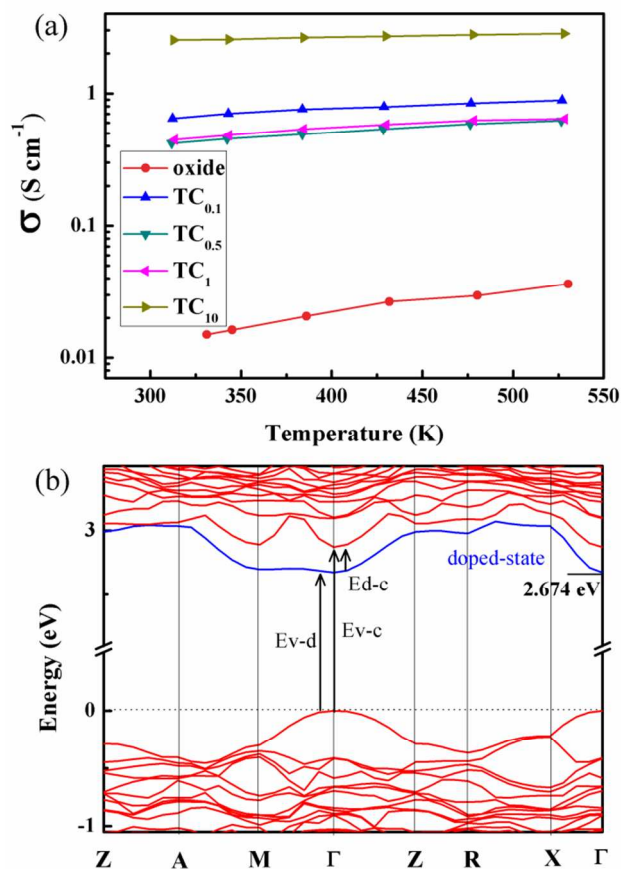 (a)
1
0.1
0.01
σ (S cm⁻¹)
oxide
TC₀.₁
TC₀.₅
TC₁
TC₁₀
300 350 400 450 500 550
Temperature (K)
(b)
3
doped-state
2.674 eV
Ed-c
Ev-d
Ev-c
Energy (eV)
0
-1
Z A M Γ Z R X Γ